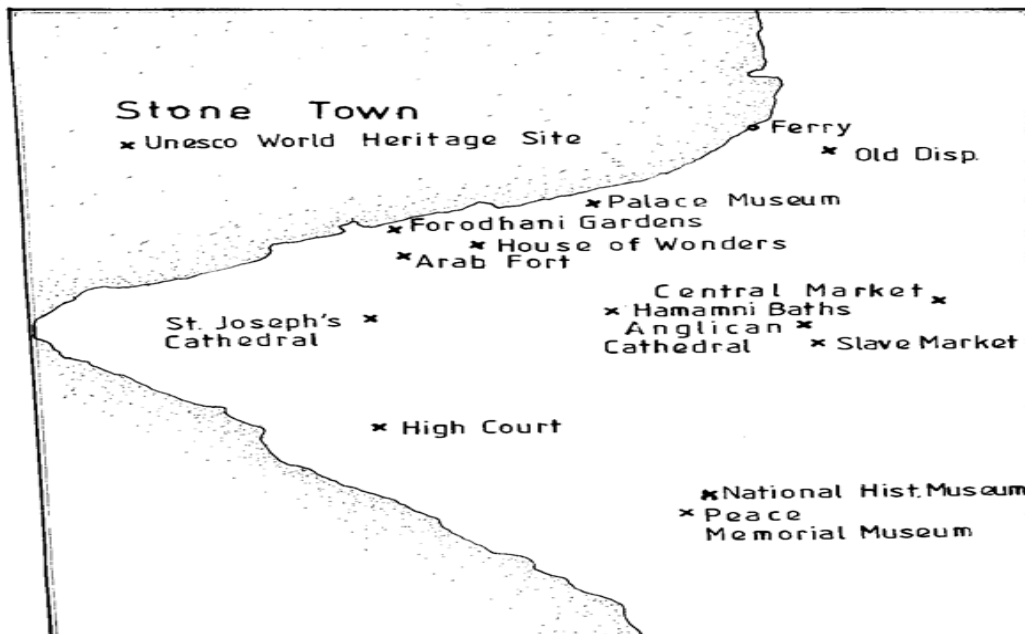 Stone Town
Unesco World Heritage Site
Ferry
Old Disp.
Palace Museum
Forodhani Gardens
House of Wonders
Arab Fort
Central Market
St. Joseph's
Cathedral
Hamamni Baths
Anglican
Cathedral
Slave Market
High Court
National Hist. Museum
Peace
Memorial Museum